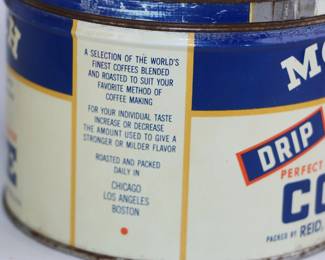 A SELECTION OF THE WORLD'S
FINEST COFFEES BLENDED
AND ROASTED TO SUIT YOUR
FAVORITE METHOD OF
COFFEE MAKING
FOR YOUR INDIVIDUAL TASTE
INCREASE OR DECREASE
THE AMOUNT USED TO GIVE A
STRONGER OR MILDER FLAVOR
ROASTED AND PACKED
DAILY IN
CHICAGO
LOS ANGELES
BOSTON
DRIP
PERFECT
PACKED BY REID,